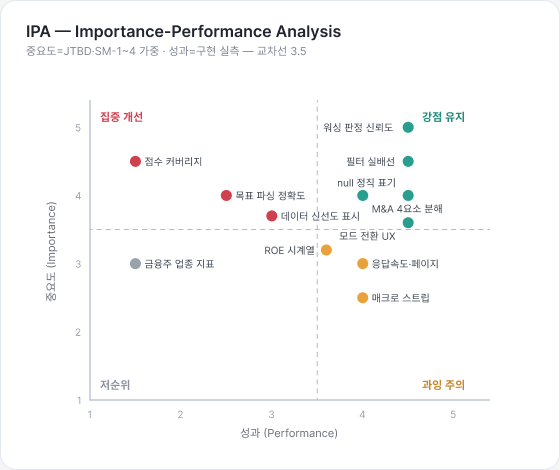 IPA — Importance-Performance Analysis
중요도=JTBD·SM-1~4 가중 · 성과=구현 실측 — 교차선 3.5
집중 개선
강점 유지
워싱 판정 신뢰도
점수 커버리지
필터 실배선
null 정직 표기
목표 파싱 정확도
M&A 4요소 분해
데이터 신선도 표시
모드 전환 UX
ROE 시계열
금융주 업종 지표
응답속도·페이지
매크로 스트립
저순위
과잉 주의
5
4
3
2
1
1
2
3
4
5
중요도 (Importance)
성과 (Performance)